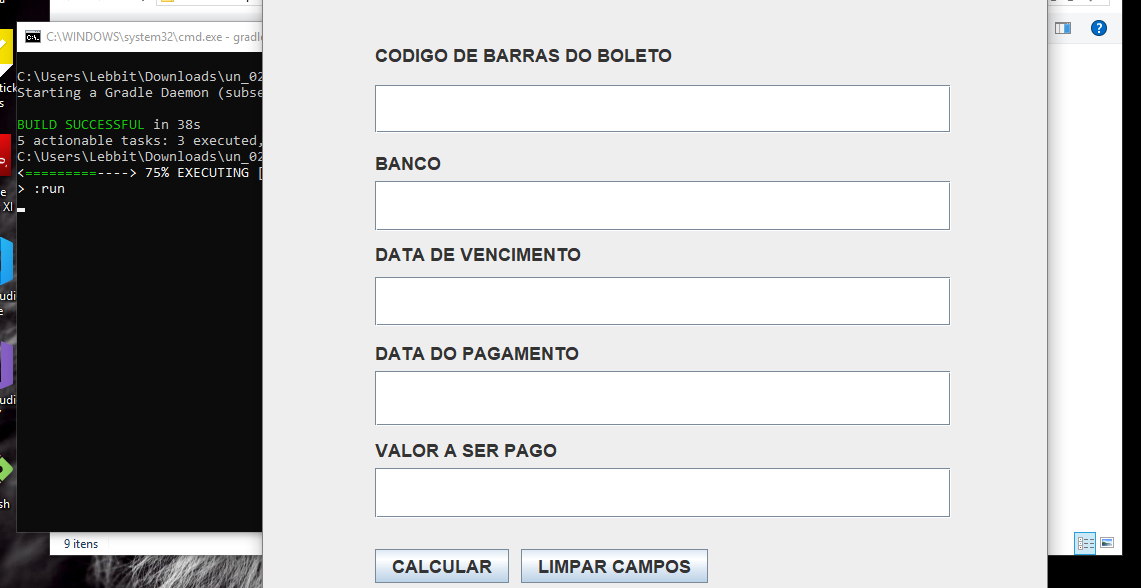 C:\WINDOWS\system32\cmd.exe - gradle
C:\Users\Lebbit\Downloads\un_02
Starting a Gradle Daemon (subse
BUILD SUCCESSFUL in 38s
5 actionable tasks: 3 executed,
C:\Users\Lebbit\Downloads\un_02
<=========----> 75% EXECUTING [
> :run
9 itens
CODIGO DE BARRAS DO BOLETO
BANCO
DATA DE VENCIMENTO
DATA DO PAGAMENTO
VALOR A SER PAGO
CALCULAR
LIMPAR CAMPOS